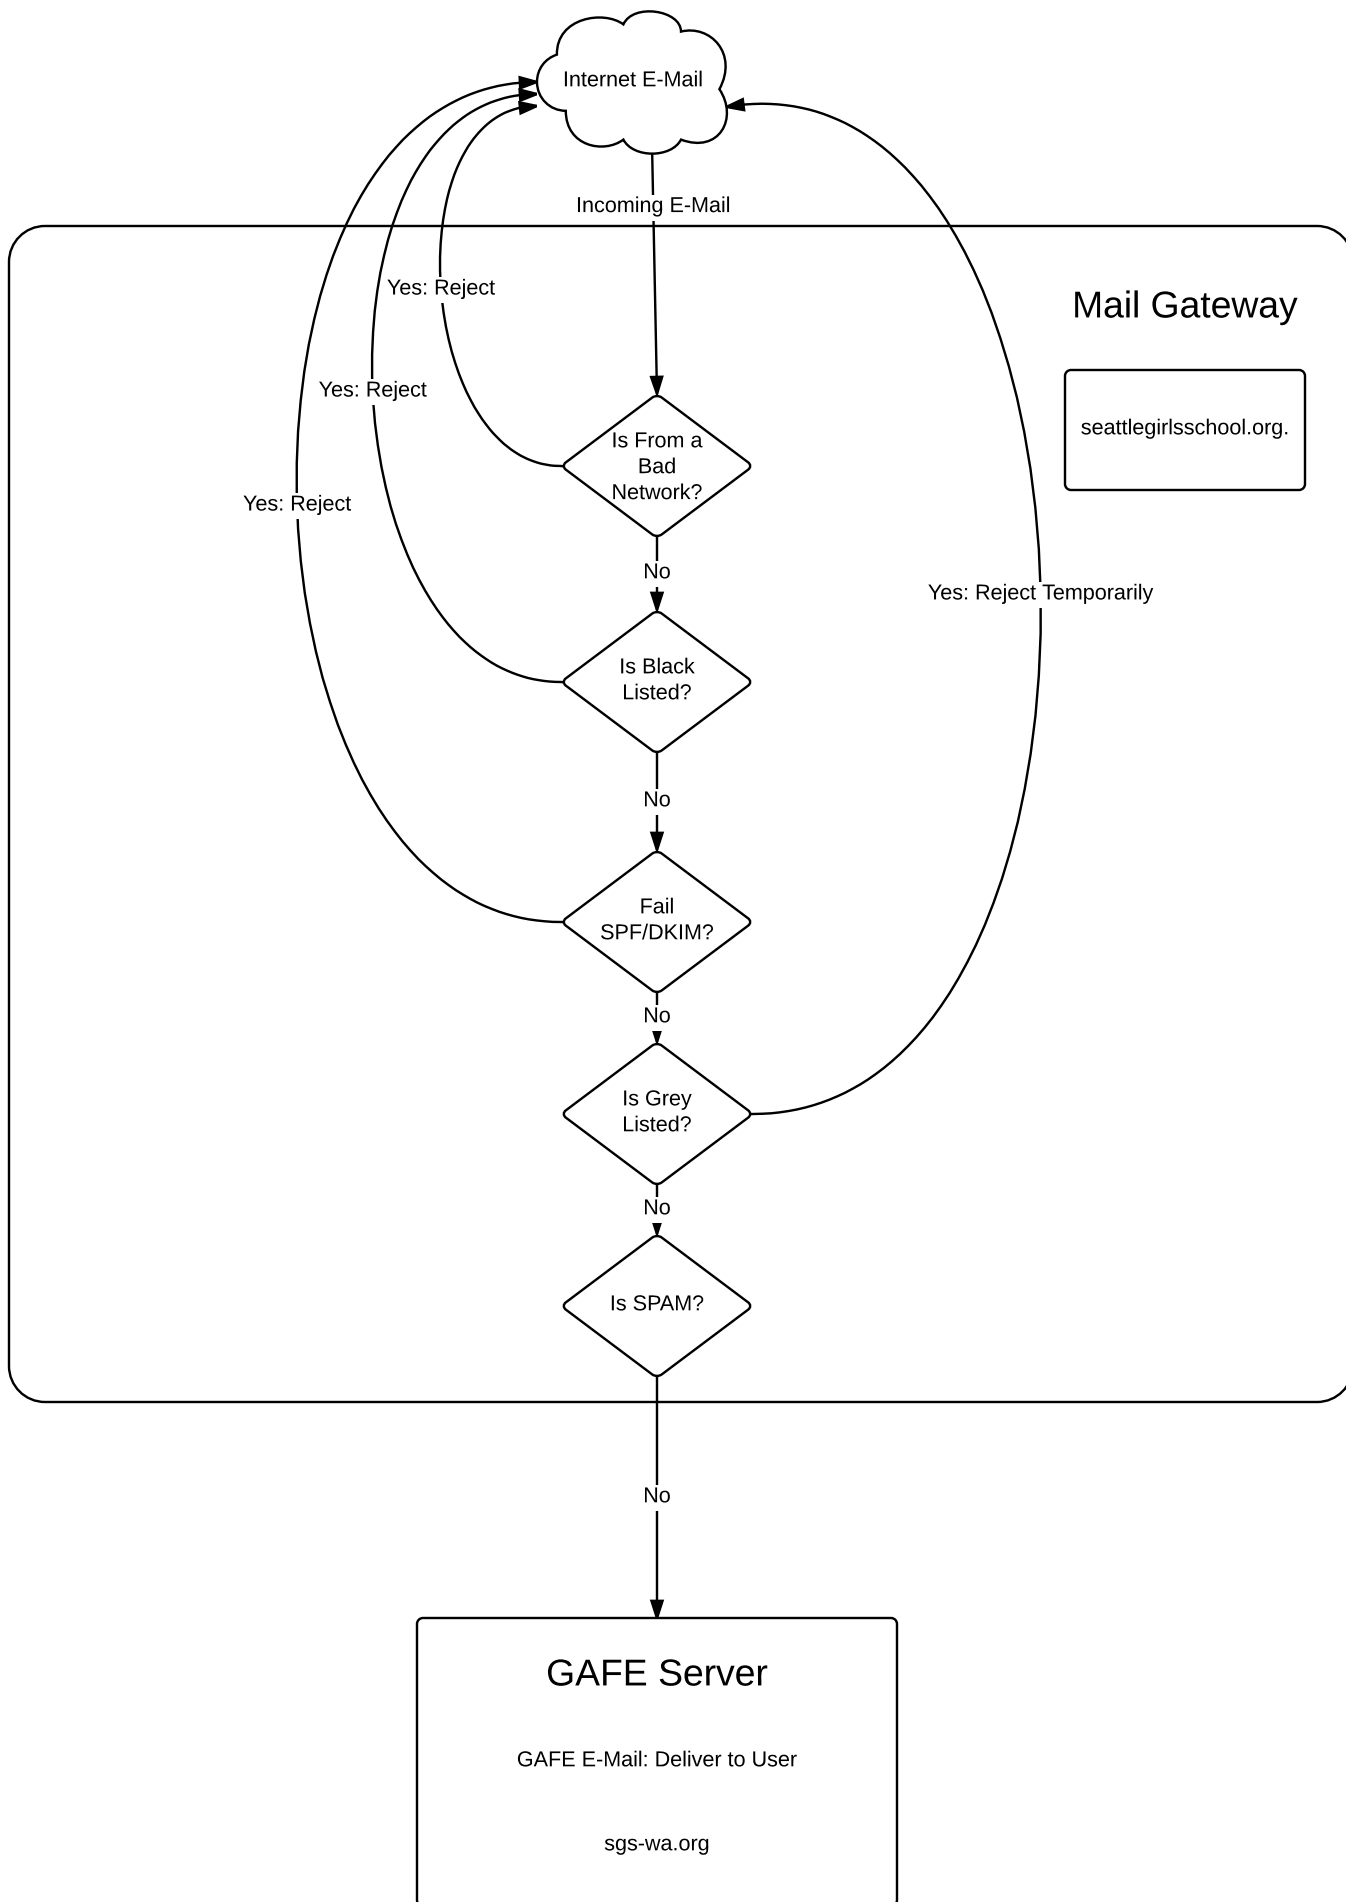 Internet E-Mail
Incoming E-Mail
Yes: Reject
Mail Gateway
Yes: Reject
seattlegirlsschool.org.
Is From a
Bad
Network?
Yes: Reject
No
Yes: Reject Temporarily
Is Black
Listed?
No
Fail
SPF/DKIM?
No
Is Grey
Listed?
No
Is SPAM?
No
GAFE Server
GAFE E-Mail: Deliver to User
sgs-wa.org